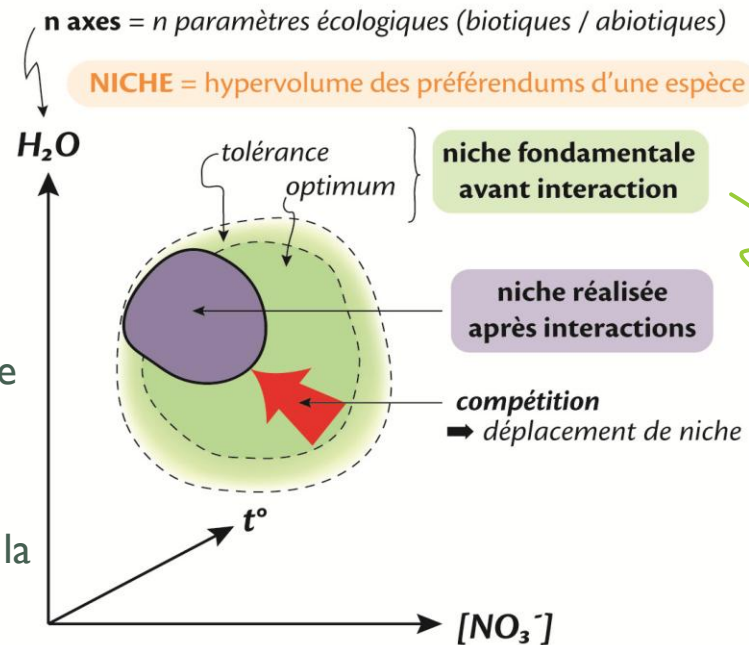 n axes = n paramètres écologiques (biotiques / abiotiques)
NICHE = hypervolume des préférendums d'une espèce
H₂O
tolérance
optimum
niche fondamentale
avant interaction
niche réalisée
après interactions
e
compétition
➡ déplacement de niche
t°
la
[NO₃⁻]